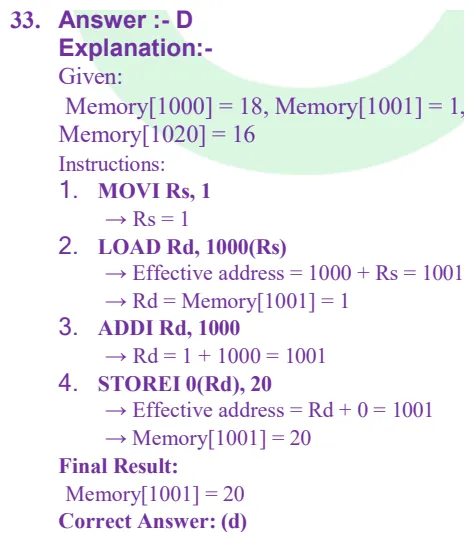 33. Answer :- D
Explanation:-
Given:
Memory[1000] = 18, Memory[1001] = 1,
Memory[1020] = 16
Instructions:
1. MOVI Rs, 1
→ Rs = 1
2. LOAD Rd, 1000(Rs)
→ Effective address = 1000 + Rs = 1001
→ Rd = Memory[1001] = 1
3. ADDI Rd, 1000
→ Rd = 1 + 1000 = 1001
4. STOREI 0(Rd), 20
→ Effective address = Rd + 0 = 1001
→ Memory[1001] = 20
Final Result:
Memory[1001] = 20
Correct Answer: (d)